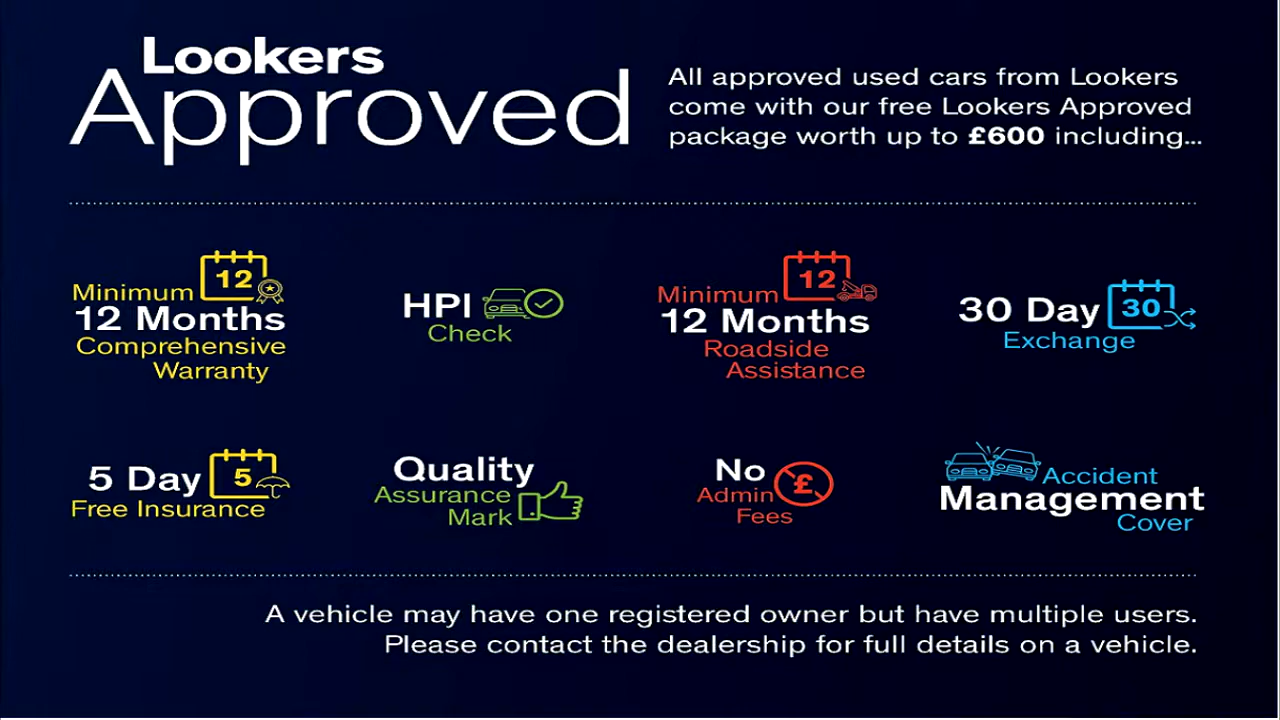 Lookers
Approved
All approved used cars from Lookers
come with our free Lookers Approved
package worth up to £600 including...
12
Minimum
12 Months
Comprehensive
Warranty
HPI
Check
12
Minimum
12 Months
Roadside
Assistance
30 Day 30
Exchange
5 Day 5
Free Insurance
Quality
Assurance
Mark
No £
Admin
Fees
Accident
Management
Cover
A vehicle may have one registered owner but have multiple users.
Please contact the dealership for full details on a vehicle.